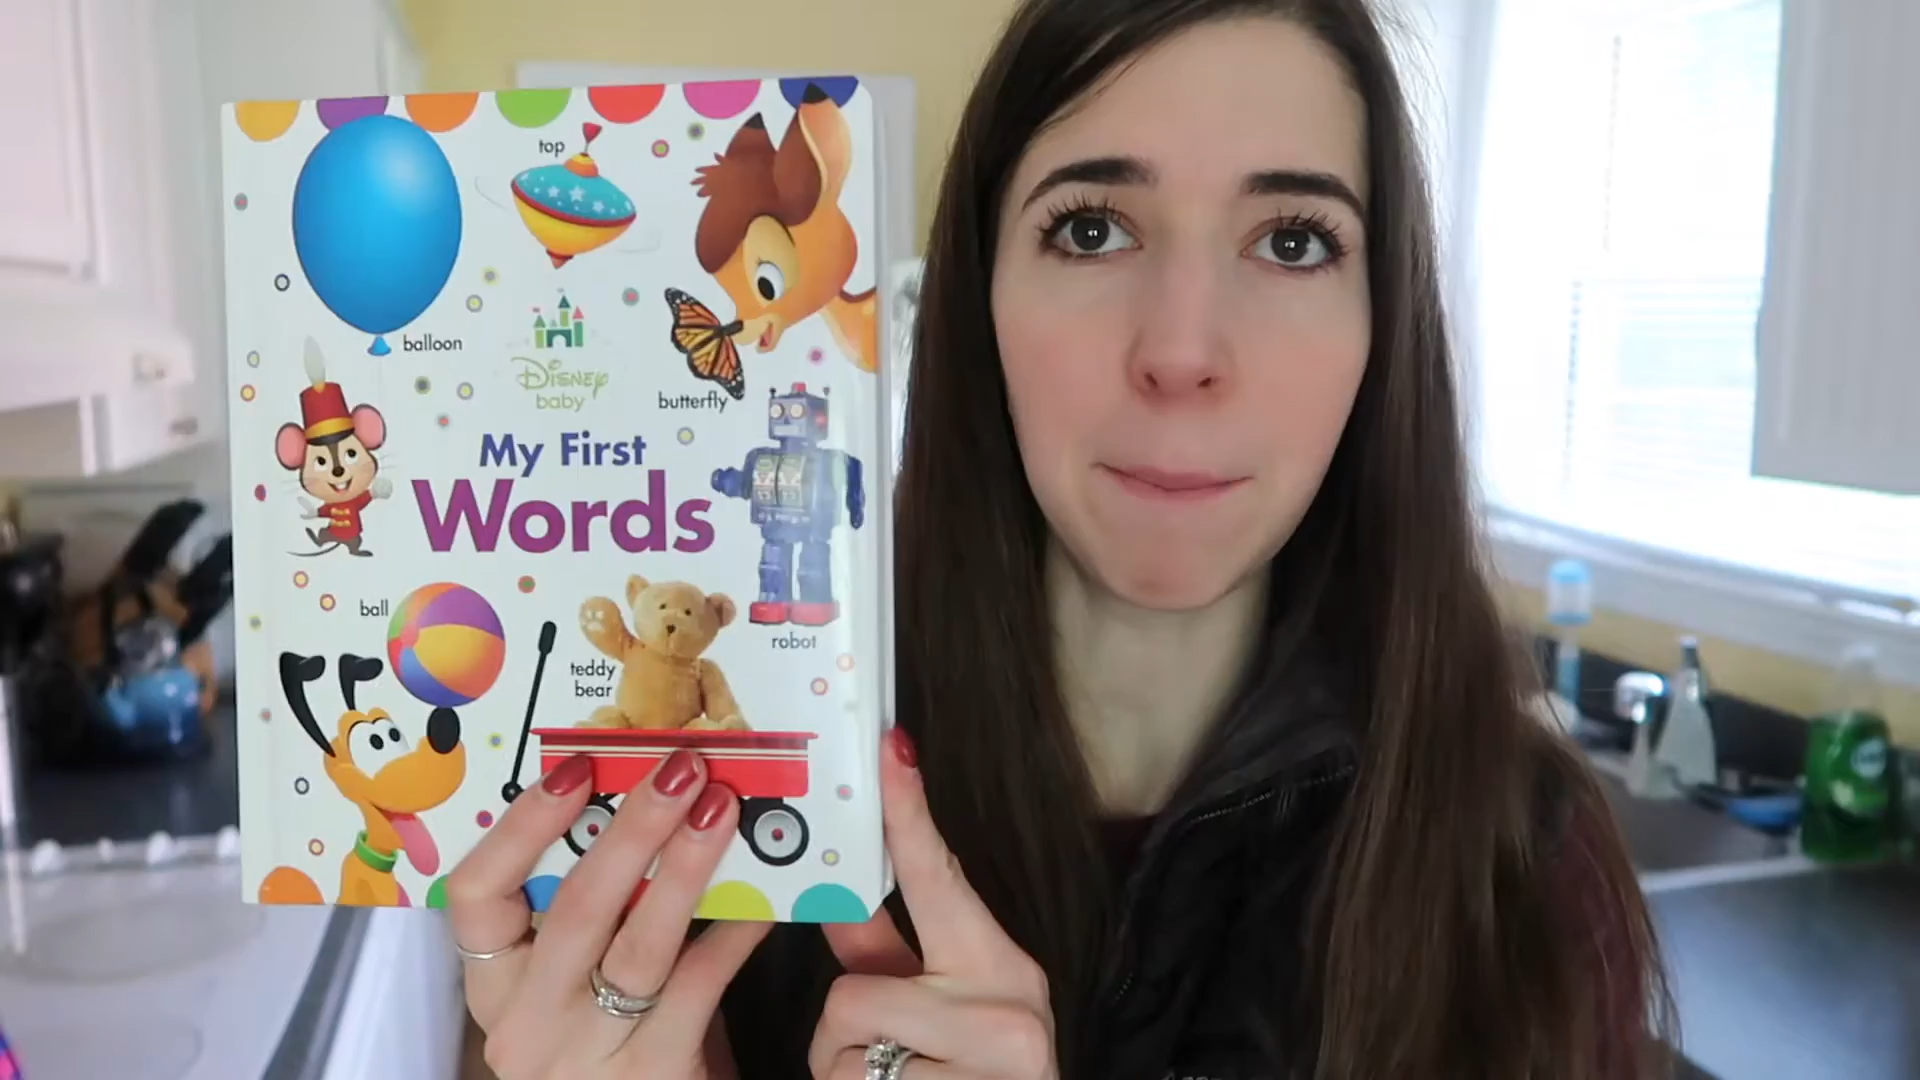 top
balloon
Disney
baby
butterfly
My First
Words
ball
teddy
bear
robot